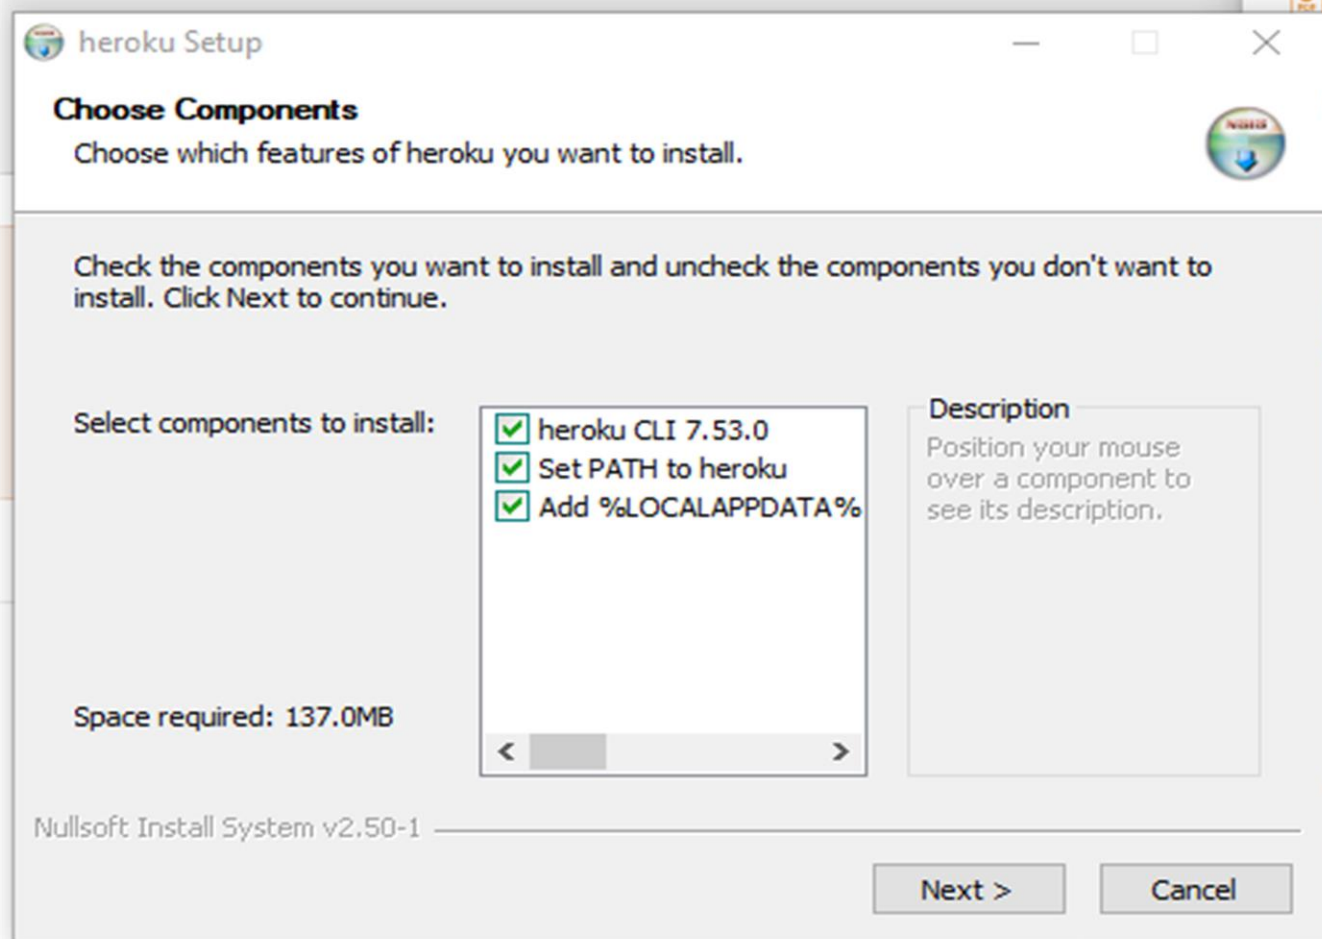 heroku Setup
Choose Components
Choose which features of heroku you want to install.
Check the components you want to install and uncheck the components you don't want to
install. Click Next to continue.
Select components to install:
heroku CLI 7.53.0
Set PATH to heroku
Add %LOCALAPPDATA%
Description
Position your mouse
over a component to
see its description.
Space required: 137.0MB
Nullsoft Install System v2.50-1
Next >
Cancel